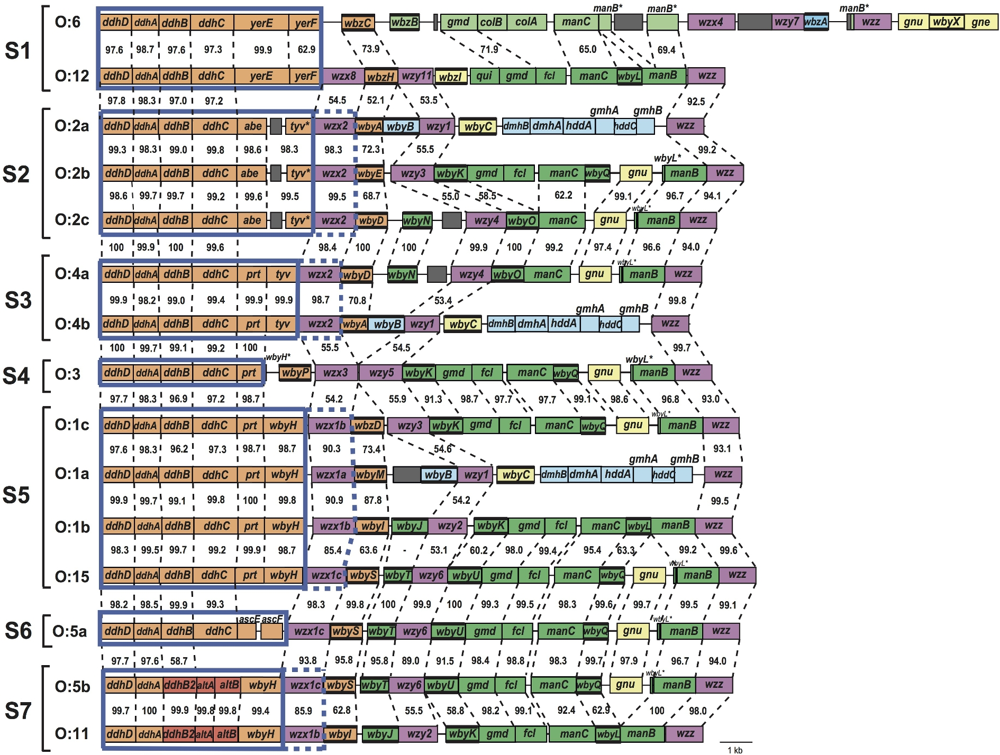 manB* manB* manB*
O:6 ddhD ddhA ddhB ddhC yerE yerF wbzC wbzB gmd colB colA manC wzx4 wzy7 wbzA wzz gnu wbyX gne
S1 97.6 98.7 97.6 97.3 99.9 62.9 73.9 71.9 65.0 69.4
O:12 ddhD ddhA ddhB ddhC yerE yerF wzx8 wbzH wzy11 wbzI qui gmd fcl manC wbyL manB wzz
97.8 98.3 97.0 97.2 54.5 52.1 53.5 92.5
gmhA gmhB
O:2a ddhD ddhA ddhB ddhC abe tyv* wzx2 wbyA wbyB wzy1 wbyC dmhB dmhA hddA hddC wzz
99.3 98.3 99.0 99.8 98.6 98.3 98.3 72.3 55.5 99.2
wbyL*
S2 O:2b ddhD ddhA ddhB ddhC abe tyv* wzx2 wbyE wzy3 wbyK gmd fcl manC wbyQ gnu manB wzz
98.6 99.7 99.7 99.2 99.6 99.5 99.5 68.7 55.0 58.5 62.2 99.1 96.7 94.1
wbyL*
O:2c ddhD ddhA ddhB ddhC abe tyv* wzx2 wbyD wbyN wzy4 wbyO manC gnu manB wzz
100 99.9 100 99.6 98.4 100 100 99.9 100 99.2 97.4 96.6 94.0
wbyL*
O:4a ddhD ddhA ddhB ddhC prt tyv wzx2 wbyD wbyN wzy4 wbyO manC gnu manB wzz
S3 99.9 98.2 99.0 99.4 99.9 99.9 98.7 70.8 53.4 99.8
gmhA gmhB
O:4b ddhD ddhA ddhB ddhC prt tyv wzx2 wbyA wbyB wzy1 wbyC dmhB dmhA hddA hddC wzz
100 99.7 99.1 99.2 100 55.5 54.5 99.7
wbyH* wbyL*
S4 O:3 ddhD ddhA ddhB ddhC prt wbyP wzx3 wzy5 wbyK gmd fcl manC wbyQ gnu manB wzz
97.7 98.3 96.9 97.2 98.7 54.2 55.9 91.3 98.7 97.7 97.7 99.1 98.6 96.8 93.0
wbyL*
O:1c ddhD ddhA ddhB ddhC prt wbyH wzx1b wbzD wzy3 wbyK gmd fcl manC wbyQ gnu manB wzz
97.6 98.3 96.2 97.3 98.7 98.7 90.3 73.4 54.6 93.1
gmhA gmhB
O:1a ddhD ddhA ddhB ddhC prt wbyH wzx1a wbyM wbyB wzy1 wbyC dmhB dmhA hddA hddC wzz
S5 99.9 99.7 99.1 99.8 100 99.8 90.9 87.8 54.2 99.5
O:1b ddhD ddhA ddhB ddhC prt wbyH wzx1b wbyI wbyJ wzy2 wbyK gmd fcl manC wbyL manB wzz
98.3 99.5 99.7 99.2 99.9 98.7 85.4 63.6 - 53.1 60.2 98.0 99.4 95.4 63.3 99.2 99.6
wbyL*
O:15 ddhD ddhA ddhB ddhC prt wbyH wzx1c wbyS wbyT wzy6 wbyU gmd fcl manC wbyQ gnu manB wzz
98.2 98.5 99.9 99.3 98.3 99.8 100 99.9 100 99.3 99.5 98.3 99.6 99.7 99.5 99.1
ascE ascF wbyL*
S6 O:5a ddhD ddhA ddhB ddhC wzx1c wbyS wbyT wzy6 wbyU gmd fcl manC wbyQ gnu manB wzz
97.7 97.6 58.7 93.8 95.8 95.8 89.0 91.5 98.4 98.8 98.3 99.7 97.9 96.7 94.0
wbyL*
O:5b ddhD ddhA ddhB2 altA altB wbyH wzx1c wbyS wbyT wzy6 wbyU gmd fcl manC wbyQ gnu manB wzz
S7 99.7 100 99.9 99.8 99.8 99.4 85.9 62.8 55.5 58.8 98.2 99.1 92.4 62.9 100 98.0
O:11 ddhD ddhA ddhB2 altA altB wbyH wzx1b wbyI wbyJ wzy2 wbyK gmd fcl manC wbyL manB wzz
1 kb